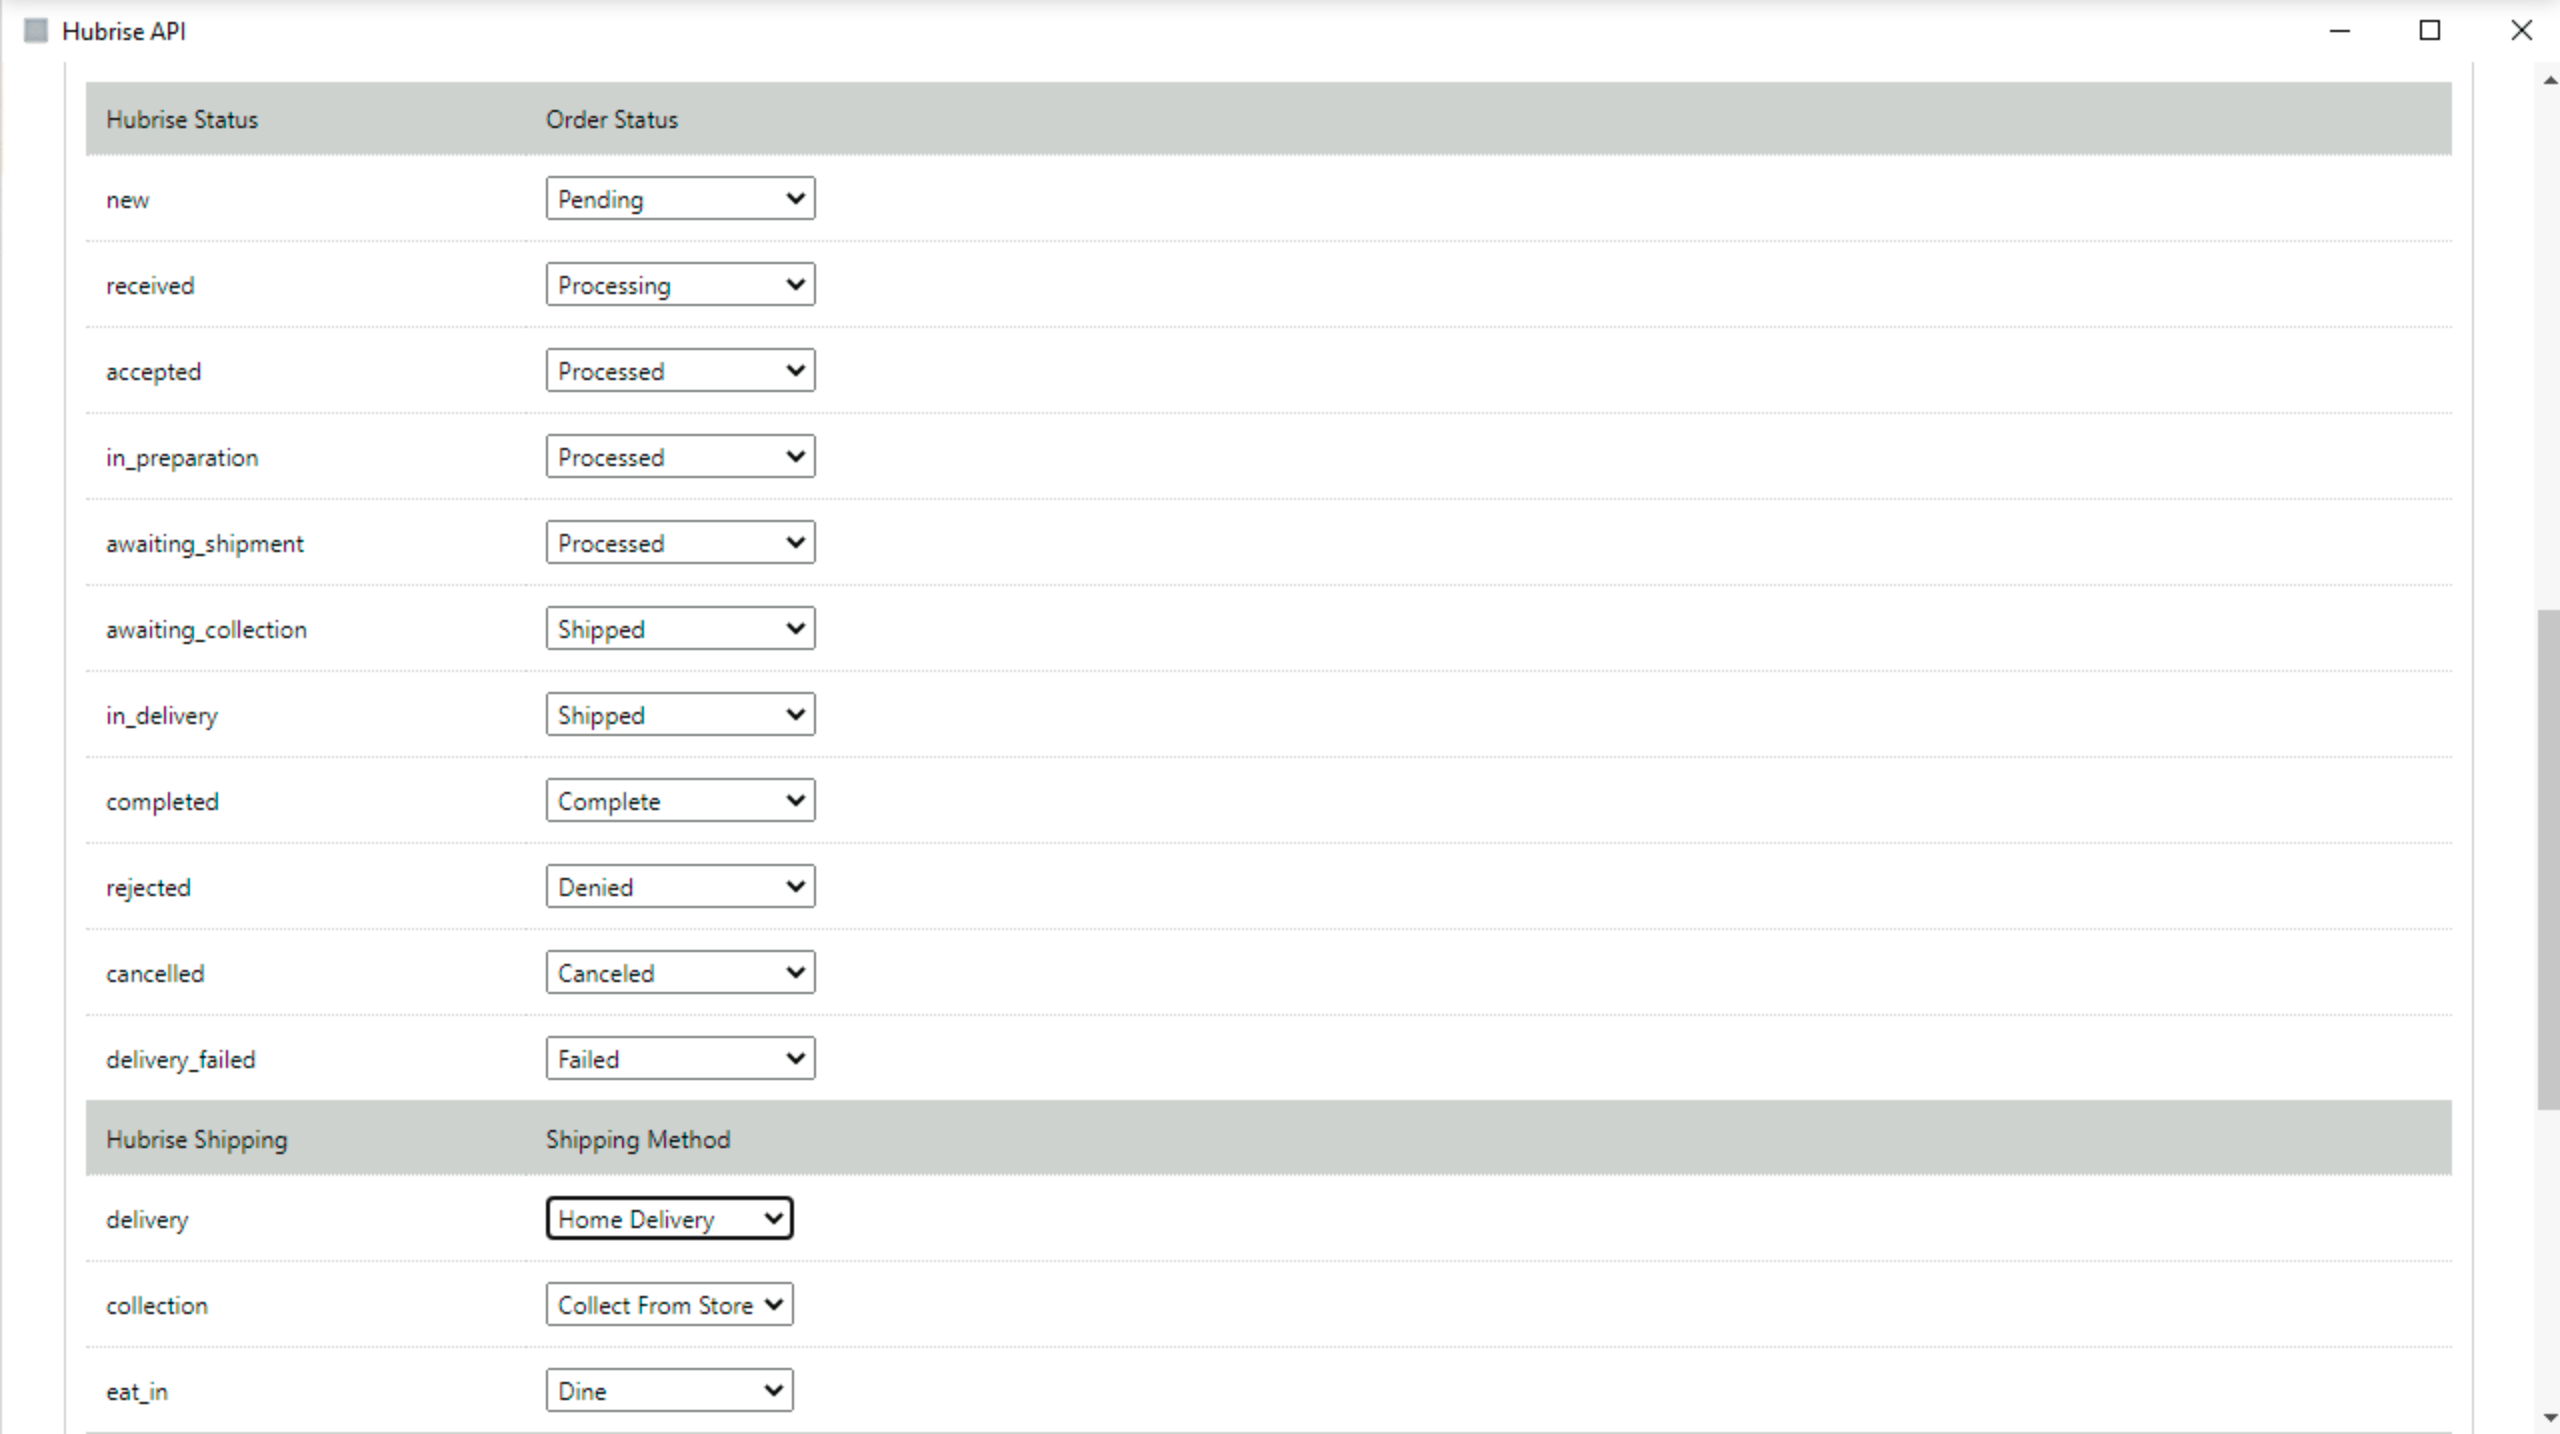 Hubrise API
Hubrise Status Order Status
new Pending
received Processing
accepted Processed
in_preparation Processed
awaiting_shipment Processed
awaiting_collection Shipped
in_delivery Shipped
completed Complete
rejected Denied
cancelled Canceled
delivery_failed Failed
Hubrise Shipping Shipping Method
delivery Home Delivery
collection Collect From Store
eat_in Dine